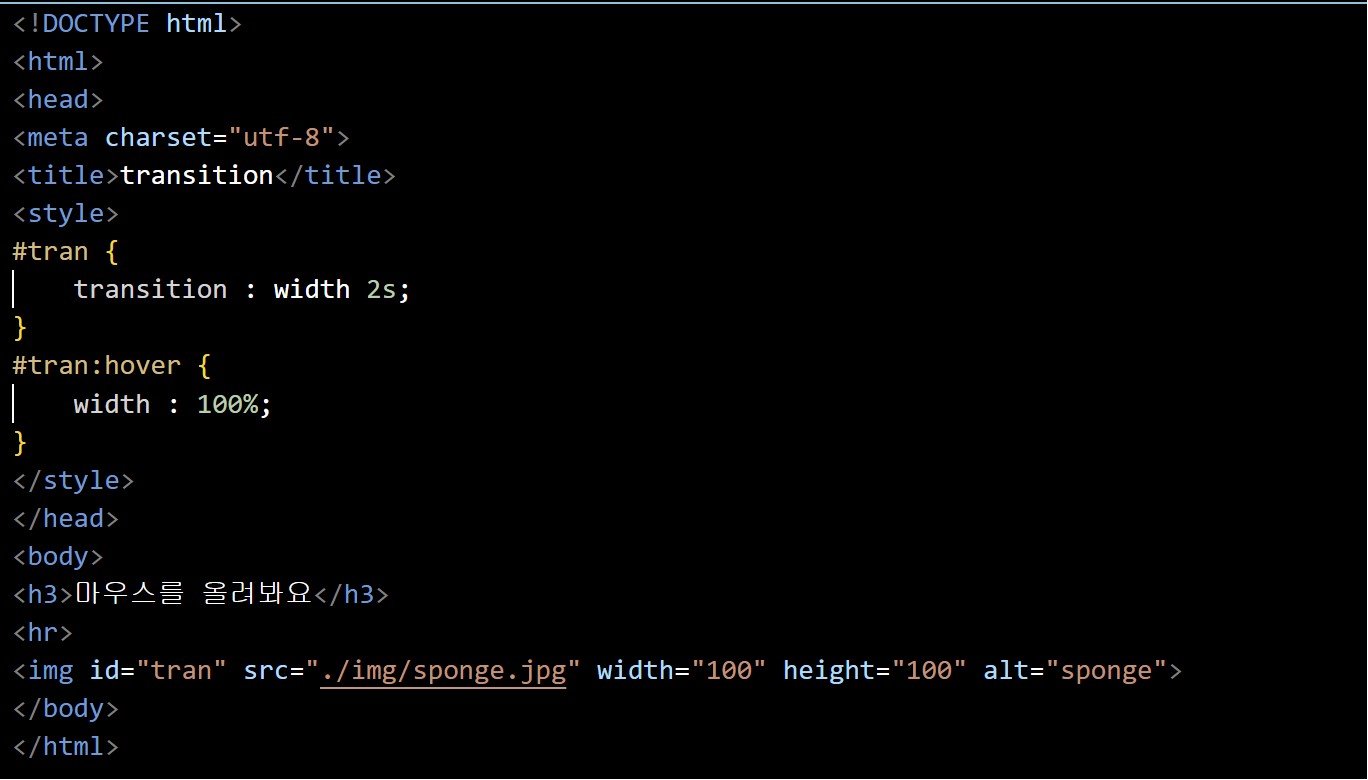 <!DOCTYPE html>
<html>
<head>
<meta charset="utf-8">
<title>transition</title>
<style>
#tran {
    transition : width 2s;
}
#tran:hover {
    width : 100%;
}
</style>
</head>
<body>
<h3>마우스를 올려봐요</h3>
<hr>
<img id="tran" src="./img/sponge.jpg" width="100" height="100" alt="sponge">
</body>
</html>